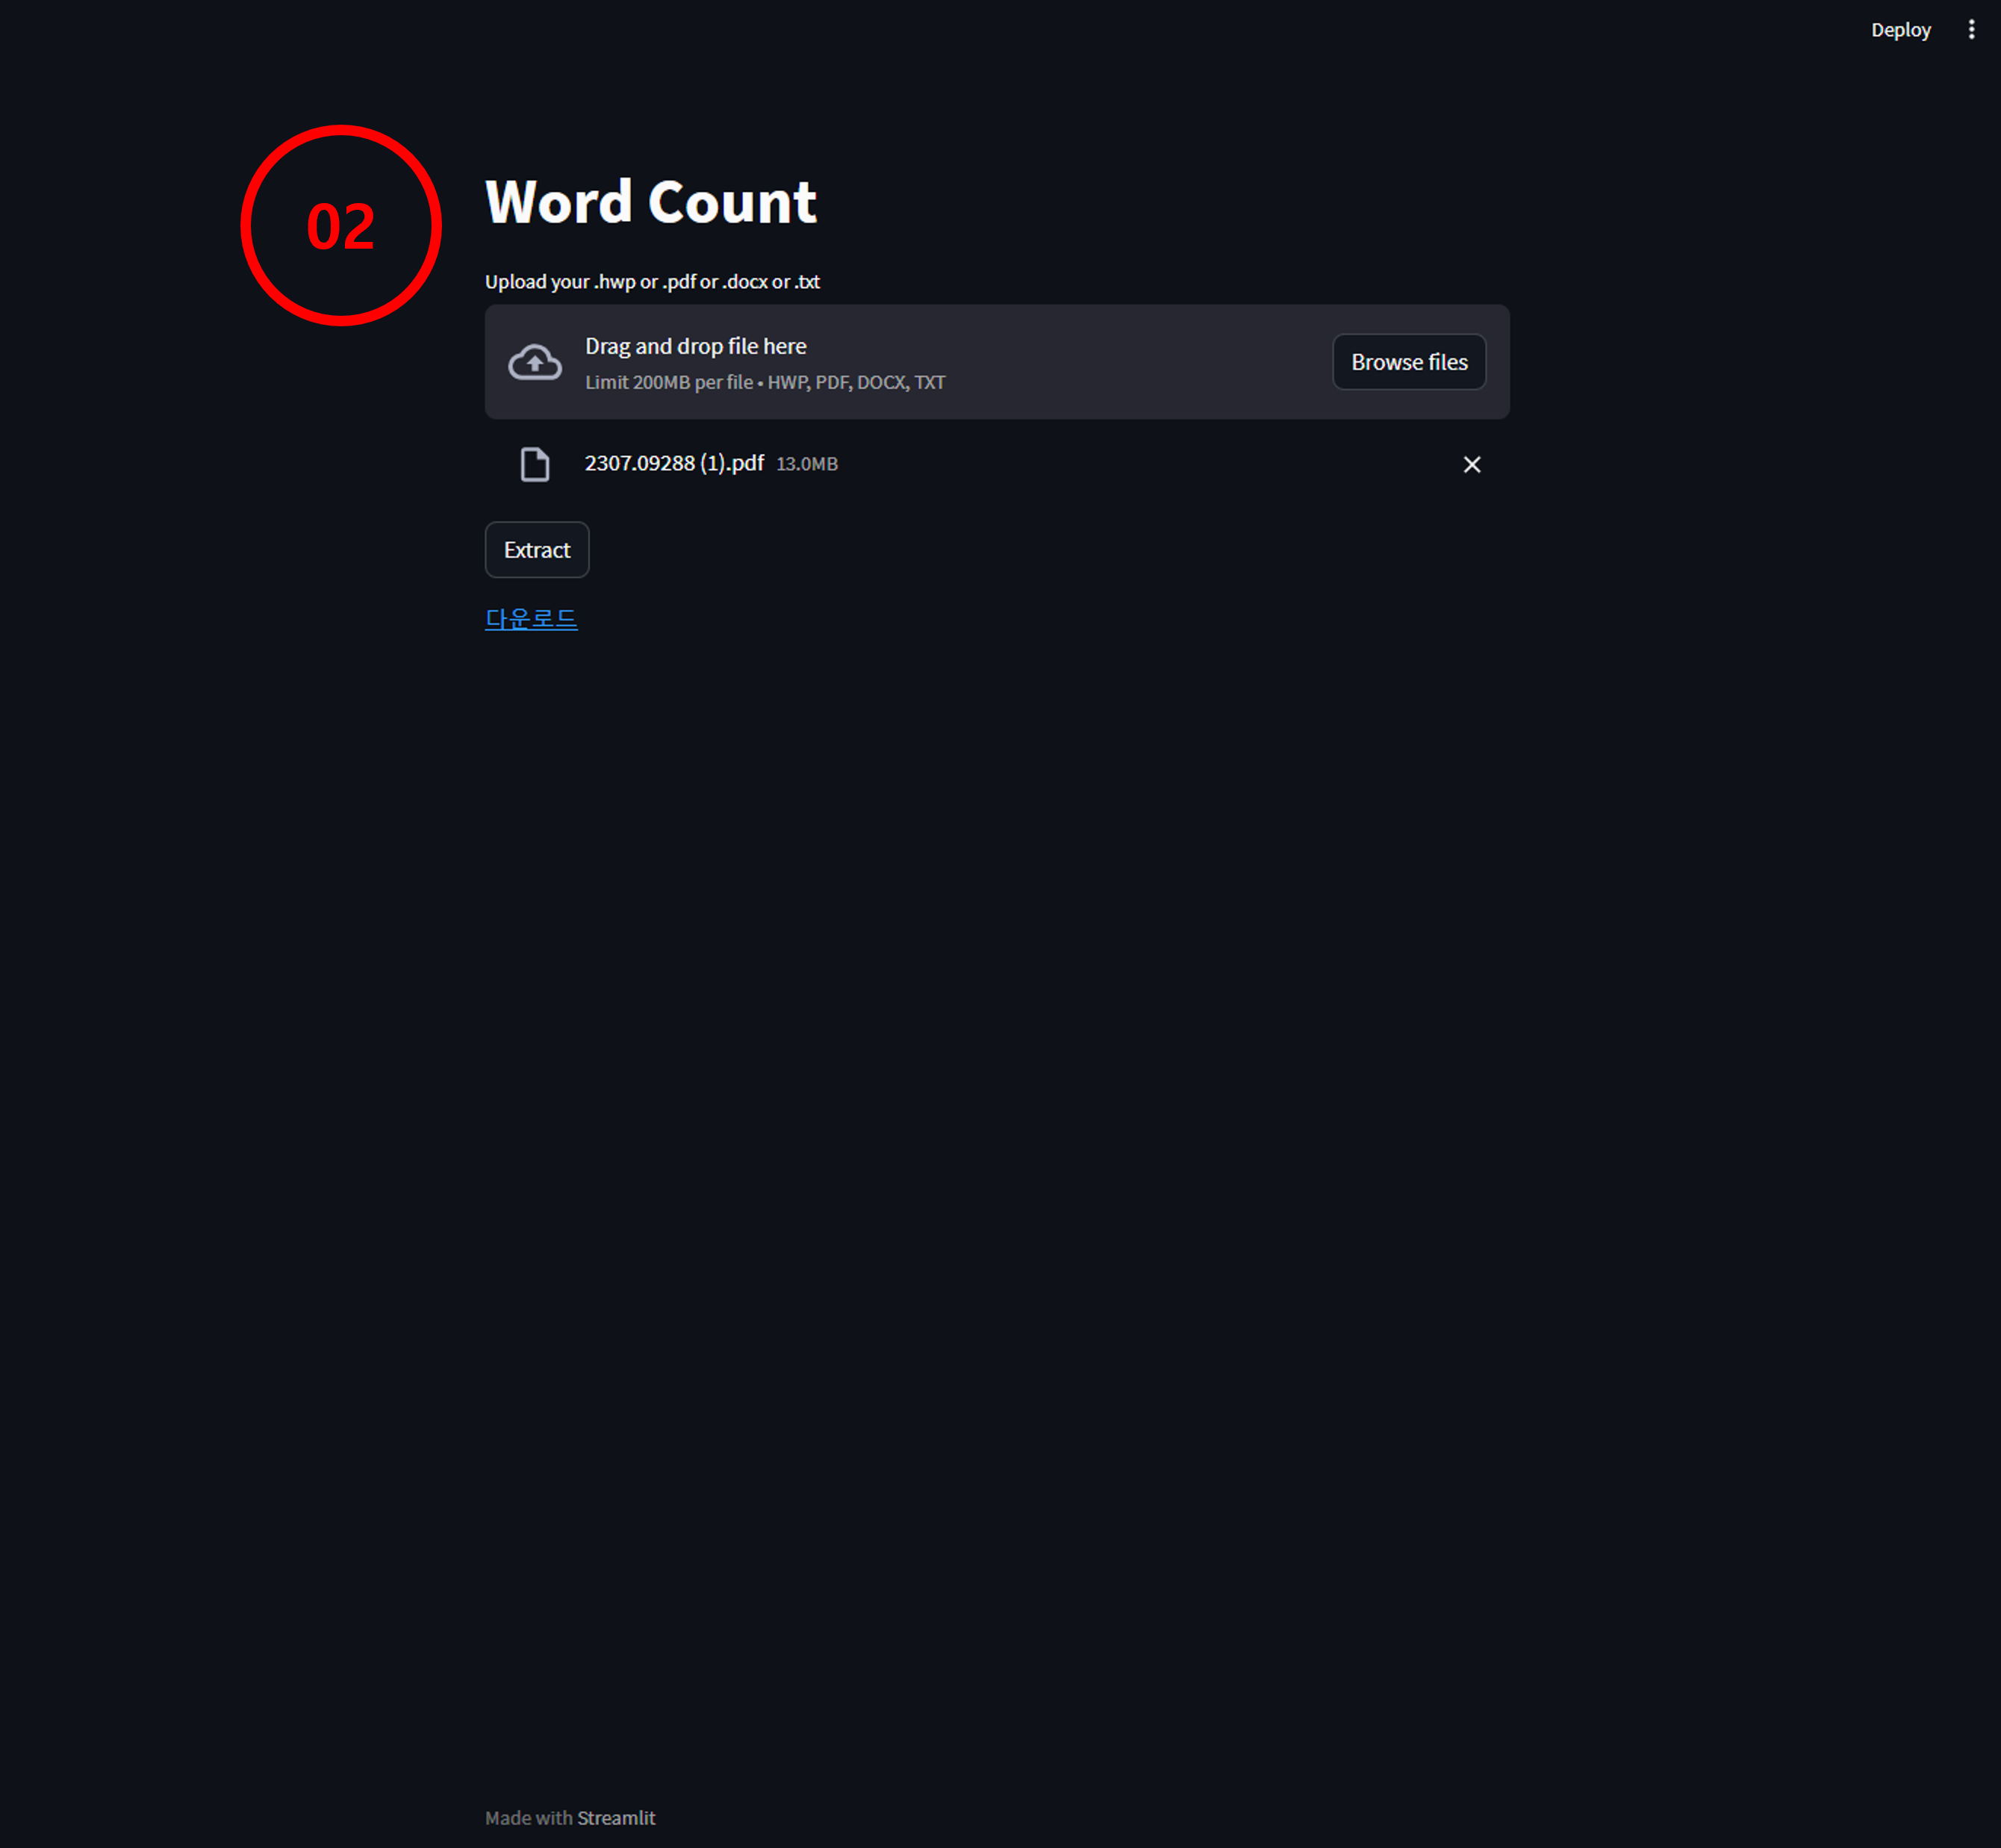 Deploy
02
Word Count
Upload your .hwp or .pdf or .docx or .txt
Drag and drop file here
Limit 200MB per file • HWP, PDF, DOCX, TXT
Browse files
2307.09288 (1).pdf 13.0MB
Extract
다운로드
Made with Streamlit